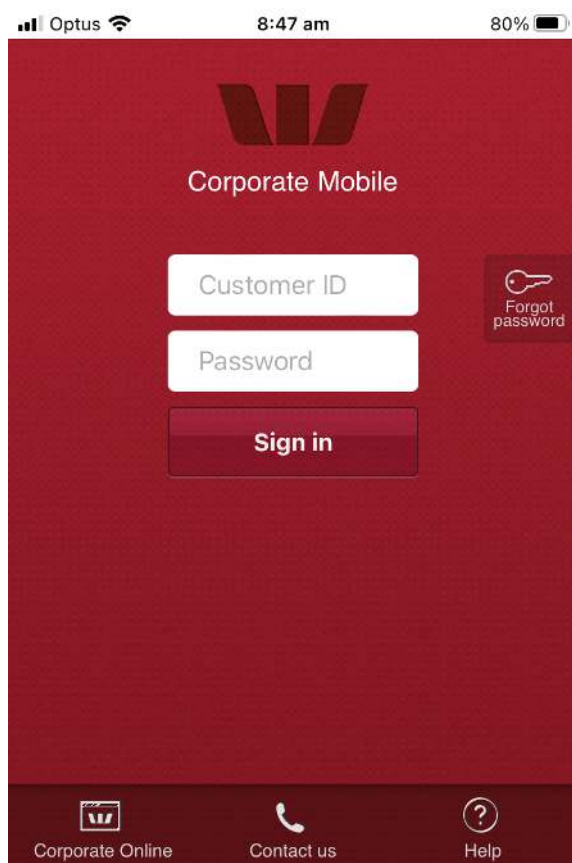 Optus 8:47 am 80%
Corporate Mobile
Customer ID
Forgot
password
Password
Sign in
Corporate Online Contact us Help